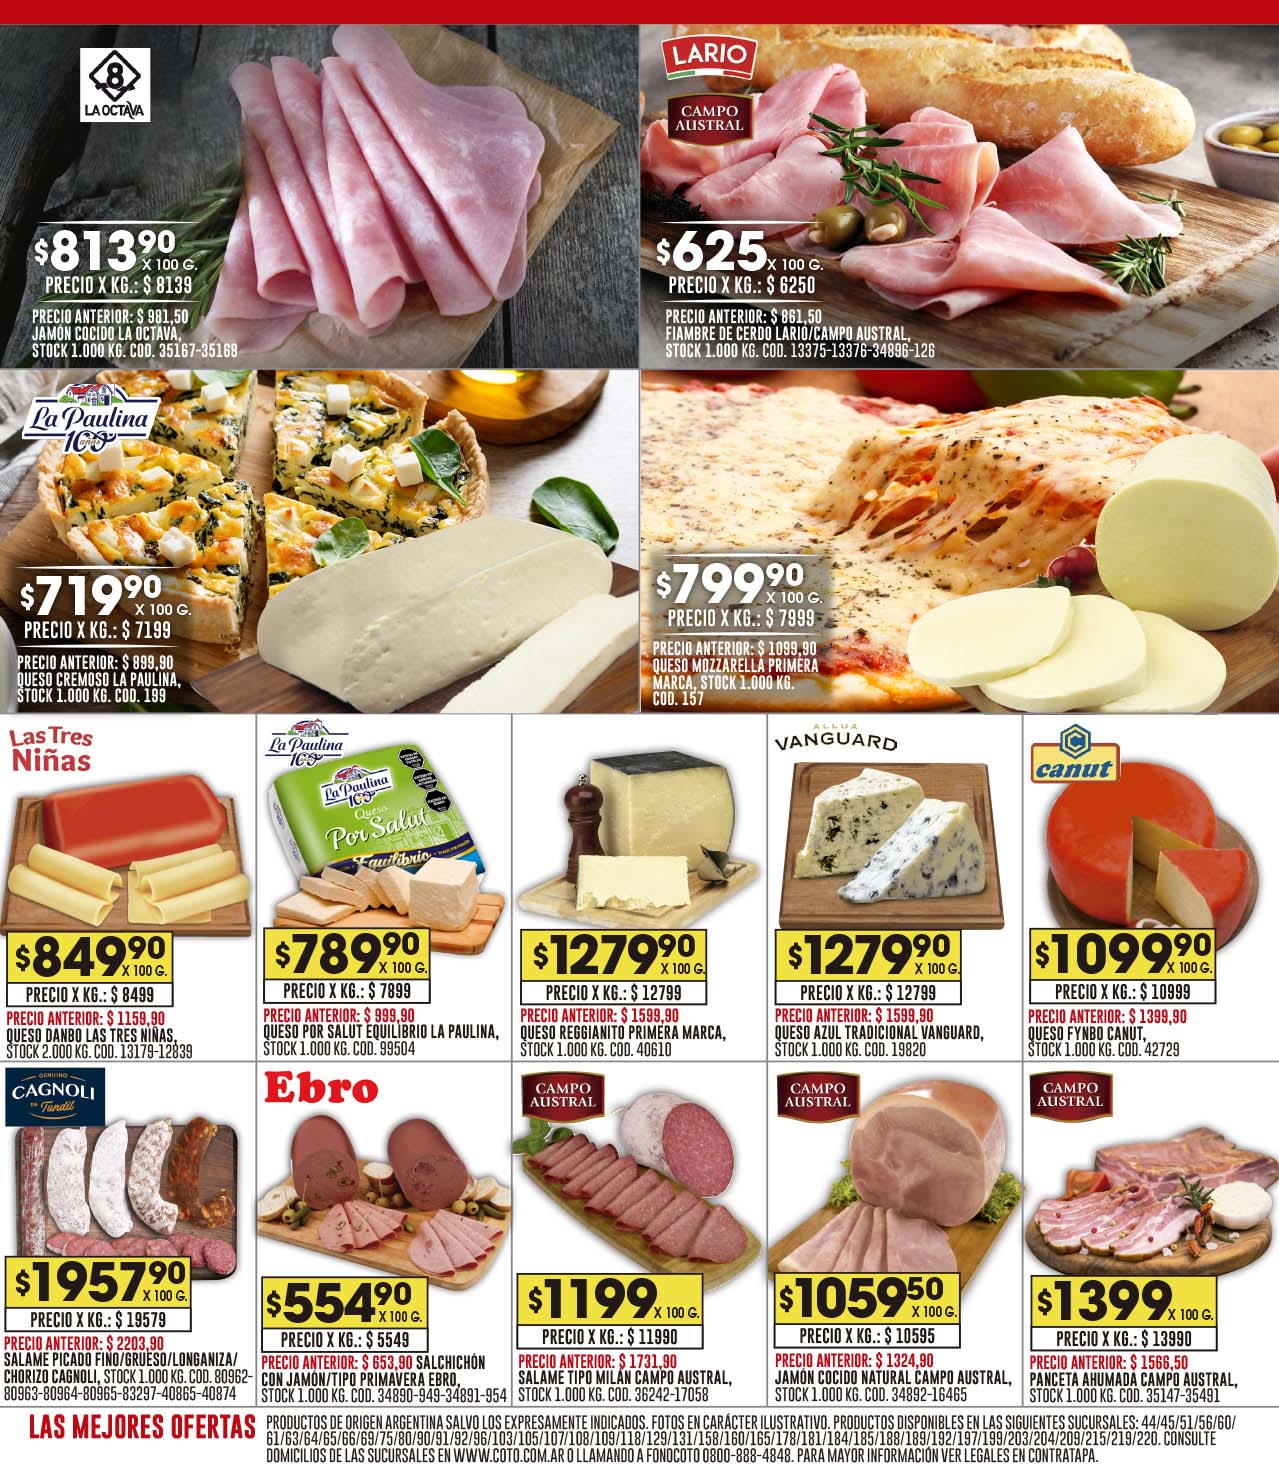 8
LA OCTAVA
$813,90
X 100 G.
PRECIO X KG.: $ 8139
PRECIO ANTERIOR: $ 981,50
JAMÓN COCIDO LA OCTAVA,
STOCK 1.000 KG. COD. 35167-35168
LARIO
CAMPO
AUSTRAL
$625
X 100 G.
PRECIO X KG.: $ 6250
PRECIO ANTERIOR: $ 861,50
FIAMBRE DE CERDO LARIO/CAMPO AUSTRAL,
STOCK 1.000 KG. COD. 13375-13376-34896-126
La Paulina
100 años
$719 90
X 100 G.
PRECIO X KG.: $ 7199
PRECIO ANTERIOR: $ 899,90
QUESO CREMOSO LA PAULINA,
STOCK 1.000 KG. COD. 199
$799 90
X 100 G.
PRECIO X KG.: $ 7999
PRECIO ANTERIOR: $ 1099,90
QUESO MOZZARELLA PRIMERA
MARCA, STOCK 1.000 KG.
COD. 157
Las Tres
Niñas
$849 90
X 100 G.
PRECIO X KG.: $ 8499
PRECIO ANTERIOR: $ 1159,90
QUESO DANBO LAS TRES NIÑAS,
STOCK 2.000 KG. COD. 13179-12839
La Paulina
100 años
La Paulina
100
Queso
Por Salut
Equilibrio
$789 90
X 100 G.
PRECIO X KG.: $ 7899
PRECIO ANTERIOR: $ 999,90
QUESO POR SALUT EQUILIBRIO LA PAULINA,
STOCK 1.000 KG. COD. 99504
$1279 90
X 100 G.
PRECIO X KG.: $ 12799
PRECIO ANTERIOR: $ 1599,90
QUESO REGGIANITO PRIMERA MARCA,
STOCK 1.000 KG. COD. 40610
ALLUA
VANGUARD
$1279 90
X 100 G.
PRECIO X KG.: $ 12799
PRECIO ANTERIOR: $ 1599,90
QUESO AZUL TRADICIONAL VANGUARD,
STOCK 1.000 KG. COD. 19820
canut
$1099 90
X 100 G.
PRECIO X KG.: $ 10999
PRECIO ANTERIOR: $ 1399,90
QUESO FYNBO CANUT,
STOCK 1.000 KG. COD. 42729
GENUINO
CAGNOLI
DE Tandil
$1957 90
X 100 G.
PRECIO X KG.: $ 19579
PRECIO ANTERIOR: $ 2203,90
SALAME PICADO FINO/GRUESO/LONGANIZA/
CHORIZO CAGNOLI, STOCK 1.000 KG. COD. 80962-
80963-80964-80965-83297-40865-40874
Ebro
$554 90
X 100 G.
PRECIO X KG.: $ 5549
PRECIO ANTERIOR: $ 653,90 SALCHICHÓN
CON JAMÓN/TIPO PRIMAVERA EBRO,
STOCK 1.000 KG. COD. 34890-949-34891-954
CAMPO
AUSTRAL
$1199
X 100 G.
PRECIO X KG.: $ 11990
PRECIO ANTERIOR: $ 1731,90
SALAME TIPO MILÁN CAMPO AUSTRAL,
STOCK 1.000 KG. COD. 36242-17058
CAMPO
AUSTRAL
$1059 50
X 100 G.
PRECIO X KG.: $ 10595
PRECIO ANTERIOR: $ 1324,90
JAMÓN COCIDO NATURAL CAMPO AUSTRAL,
STOCK 1.000 KG. COD. 34892-16465
CAMPO
AUSTRAL
$1399
X 100 G.
PRECIO X KG.: $ 13990
PRECIO ANTERIOR: $ 1566,50
PANCETA AHUMADA CAMPO AUSTRAL,
STOCK 1.000 KG. COD. 35147-35491
LAS MEJORES OFERTAS
PRODUCTOS DE ORIGEN ARGENTINA SALVO LOS EXPRESAMENTE INDICADOS. FOTOS EN CARÁCTER ILUSTRATIVO. PRODUCTOS DISPONIBLES EN LAS SIGUIENTES SUCURSALES: 44/45/51/56/60/
61/63/64/65/66/69/75/80/90/91/92/96/103/105/107/108/109/118/129/131/158/160/165/178/181/184/185/188/189/192/197/199/203/204/209/215/219/220. CONSULTE
DOMICILIOS DE LAS SUCURSALES EN WWW.COTO.COM.AR O LLAMANDO A FONOCOTO 0800-888-4848. PARA MAYOR INFORMACIÓN VER LEGALES EN CONTRATAPA.